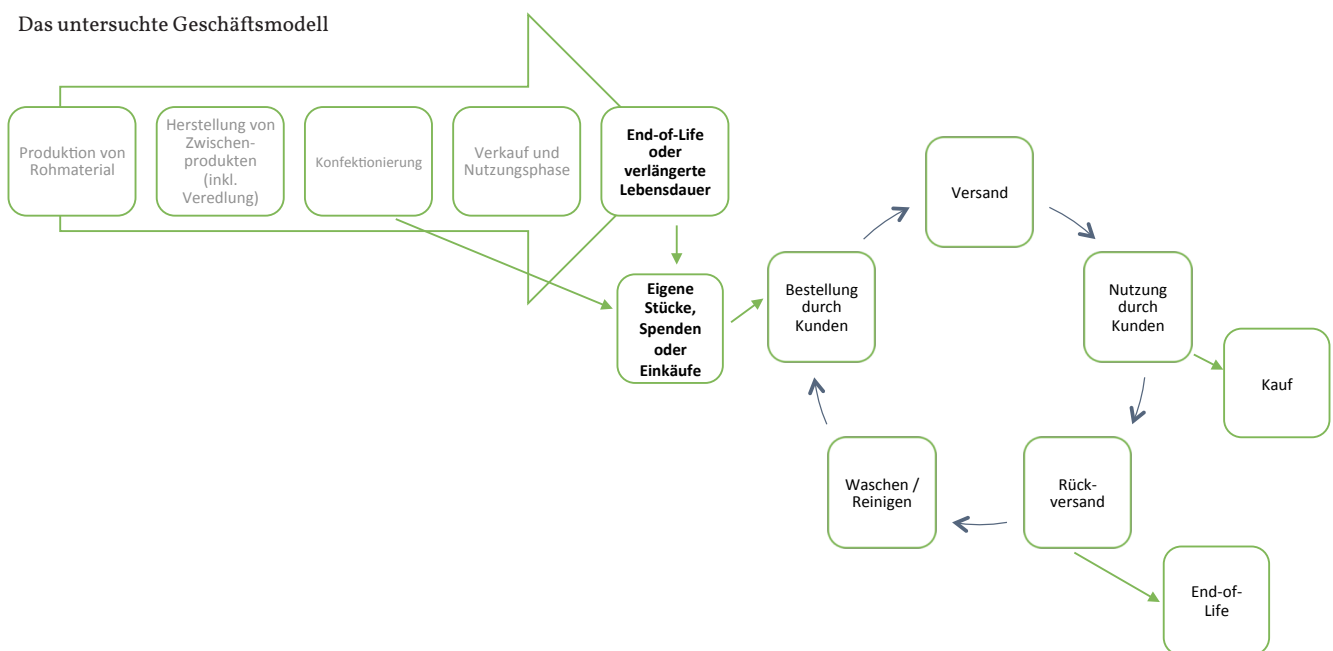 Das untersuchte Geschäftsmodell
Produktion von
Rohmaterial
Herstellung von
Zwischen-
produkten
(inkl.
Veredlung)
Konfektionierung
Verkauf und
Nutzungsphase
End-of-Life
oder
verlängerte
Lebensdauer
Eigene
Stücke,
Spenden
oder
Einkäufe
Bestellung
durch
Kunden
Versand
Nutzung
durch
Kunden
Kauf
Rück-
versand
Waschen /
Reinigen
End-of-
Life